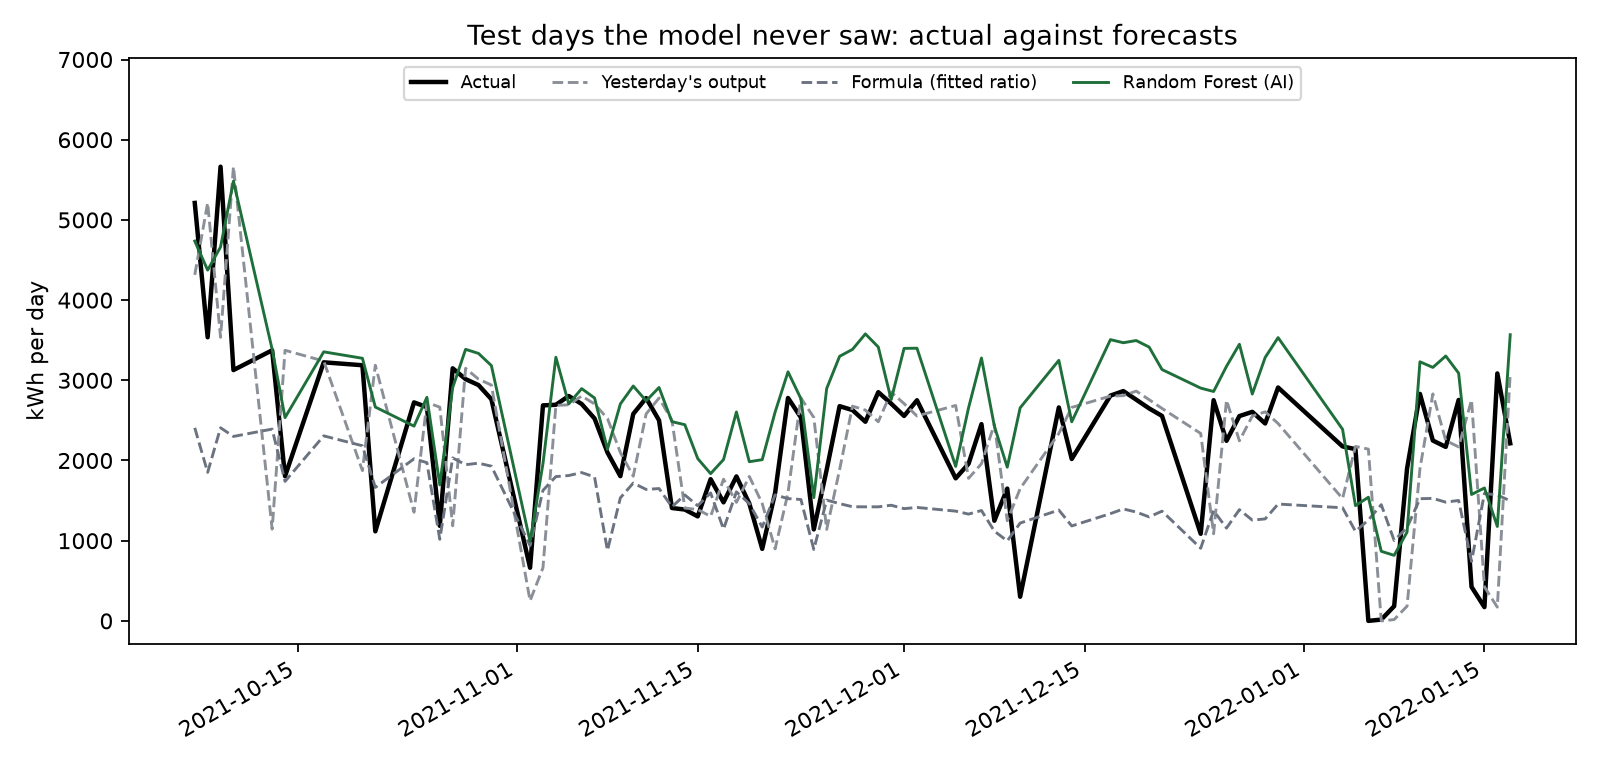 Test days the model never saw: actual against forecasts
Actual
Yesterday's output
Formula (fitted ratio)
Random Forest (AI)
kWh per day
7000
6000
5000
4000
3000
2000
1000
0
2021-10-15
2021-11-01
2021-11-15
2021-12-01
2021-12-15
2022-01-01
2022-01-15